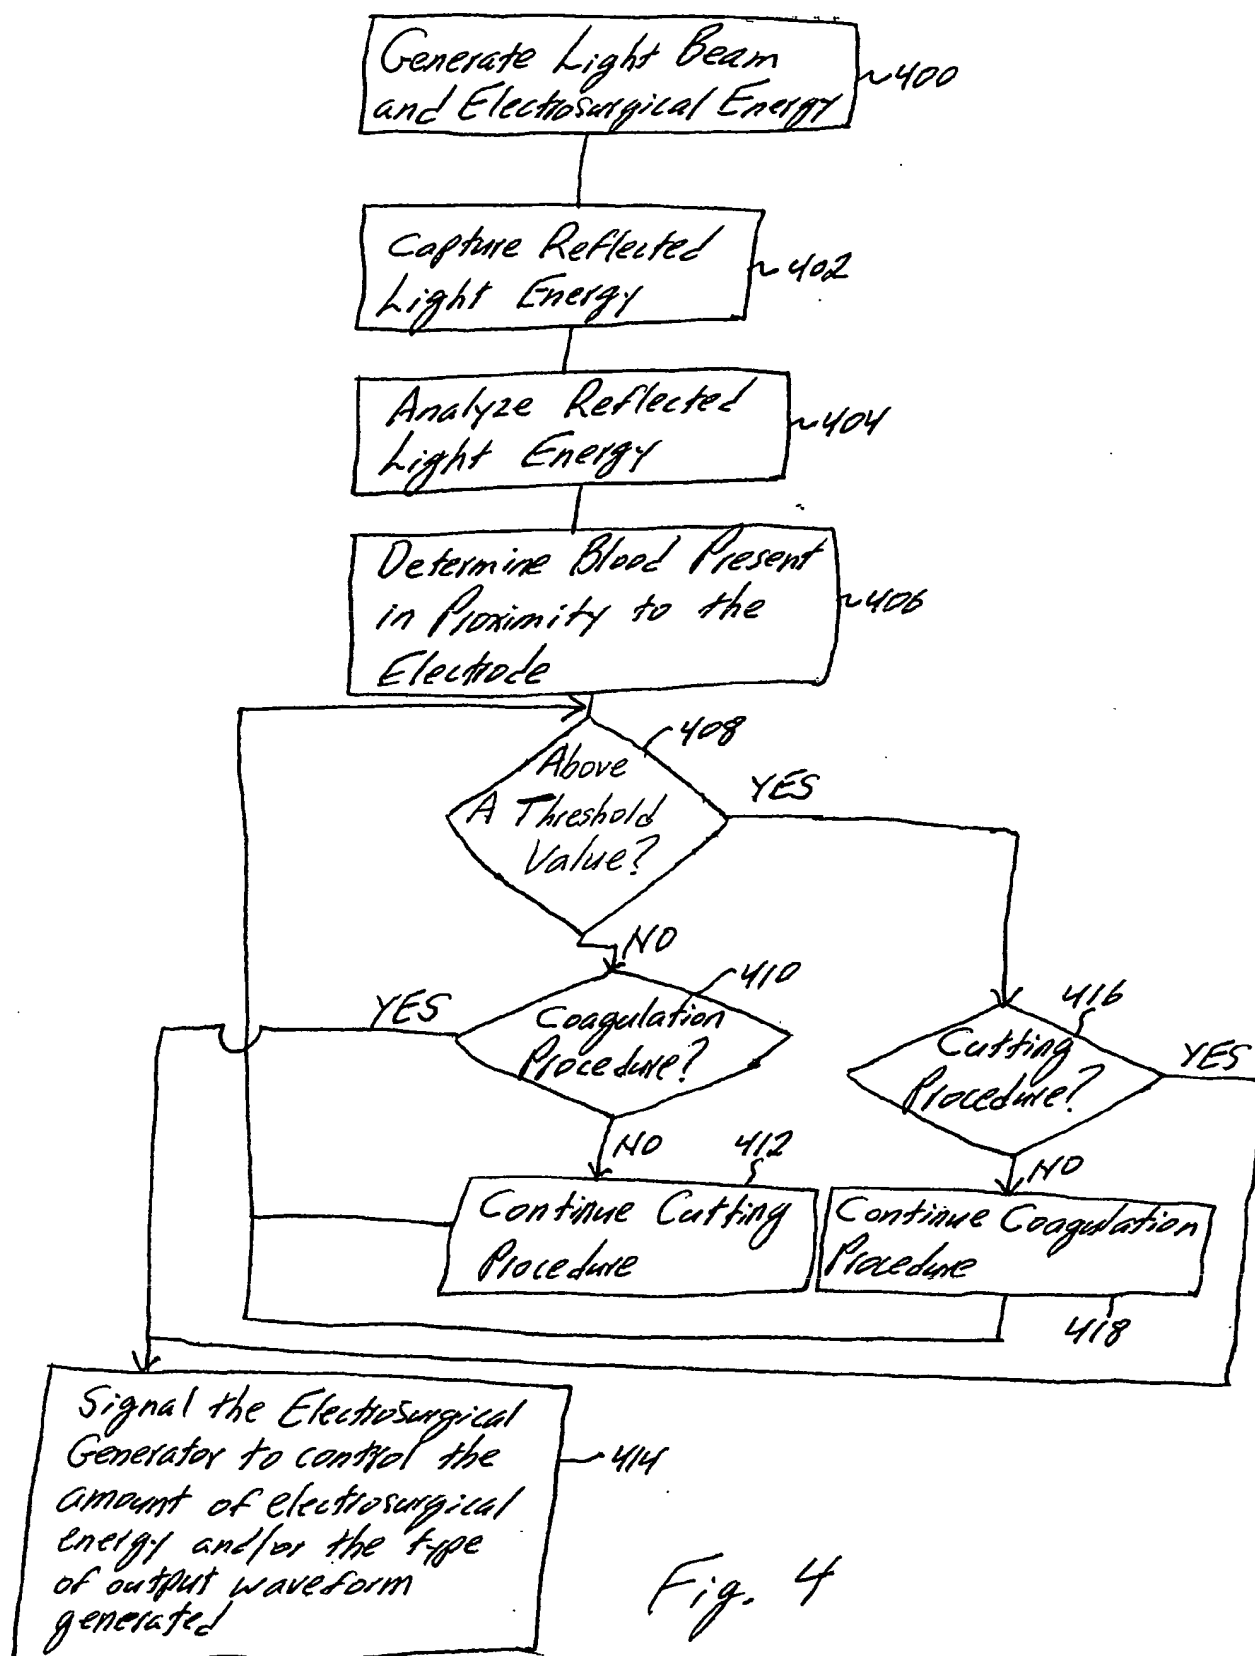 Generate Light Beam
and Electrosurgical Energy
400
Capture Reflected
Light Energy
402
Analyze Reflected
Light Energy
404
Determine Blood Present
in Proximity to the
Electrode
406
408
Above
A Threshold
Value?
YES
NO
410
YES
Coagulation
Procedure?
416
Cutting
Procedure?
YES
NO
412
NO
Continue Cutting
Procedure
Continue Coagulation
Procedure
418
Signal the Electrosurgical
Generator to control the
amount of electrosurgical
energy and/or the type
of output waveform
generated
414
Fig. 4